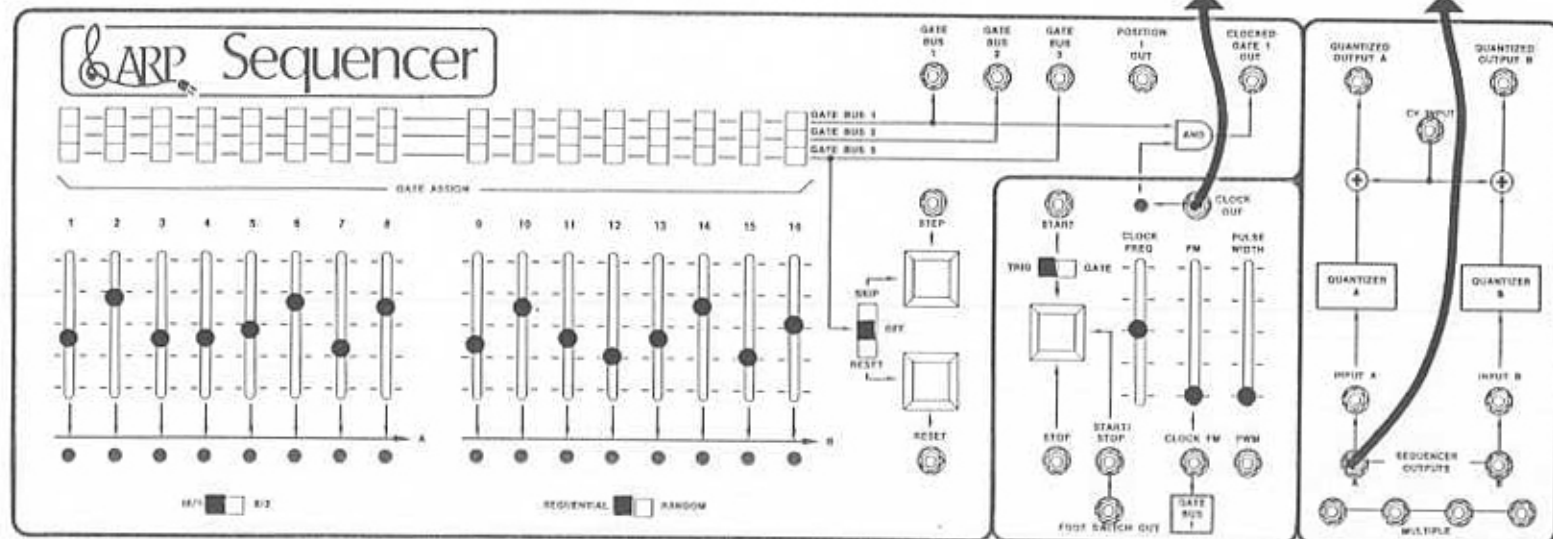 ARP Sequencer
GATE BUS 1
GATE BUS 2
GATE BUS 3
POSITION 1 OUT
CLOCKED GATE 1 OUT
QUANTIZED OUTPUT A
QUANTIZED OUTPUT B
GATE BUS 1
GATE BUS 2
GATE BUS 3
AND
CV INPUT
GATE ASSIGN
1 2 3 4 5 6 7 8
9 10 11 12 13 14 15 16
STEP
START
CLOCK OUT
CLOCK FREQ
FM
PULSE WIDTH
TRIG
GATE
QUANTIZER A
QUANTIZER B
SKIP
OFF
RESET
INPUT A
INPUT B
A
B
RESET
STOP
START/STOP
CLOCK FM
PWM
SEQUENCER OUTPUTS
A
B
16/1
8/2
SEQUENTIAL
RANDOM
FOOT SWITCH OUT
GATE BUS 1
MULTIPLE